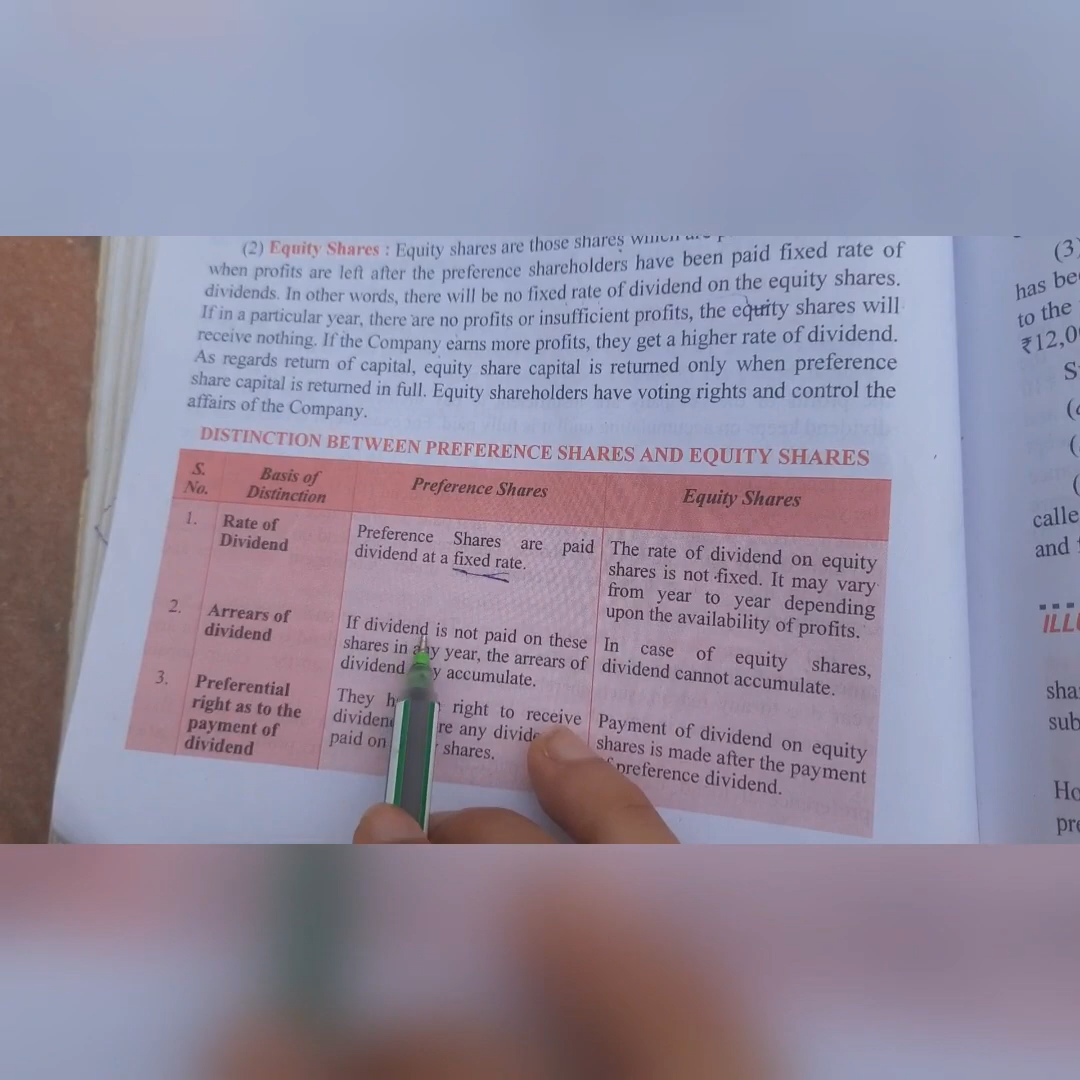 (2) Equity Shares : Equity shares are those shares
when profits are left after the preference shareholders have been paid fixed rate of
dividends. In other words, there will be no fixed rate of dividend on the equity shares.
If in a particular year, there are no profits or insufficient profits, the equity shares will
receive nothing. If the Company earns more profits, they get a higher rate of dividend.
As regards return of capital, equity share capital is returned only when preference
share capital is returned in full. Equity shareholders have voting rights and control the
affairs of the Company.
DISTINCTION BETWEEN PREFERENCE SHARES AND EQUITY SHARES
S. No.
Basis of
Distinction
Preference Shares
Equity Shares
1.
Rate of
Dividend
Preference Shares are paid
dividend at a fixed rate.
The rate of dividend on equity
shares is not fixed. It may vary
from year to year depending
upon the availability of profits.
2.
Arrears of
dividend
If dividend is not paid on these
shares in any year, the arrears of
dividend accumulate.
In case of equity shares,
dividend cannot accumulate.
3.
Preferential
right as to the
payment of
dividend
They right to receive
any
paid on shares.
Payment of dividend on equity
shares is made after the payment
preference dividend.
(3)
has
to the
₹12,0
and
ILL
sha
sub